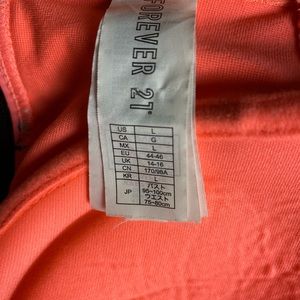 FOREVER 21
US L
CA G
MX L
EU 44-46
UK 14-16
CN 170/98A
KR L
JP バスト
95~100cm
ウエスト
75~80cm